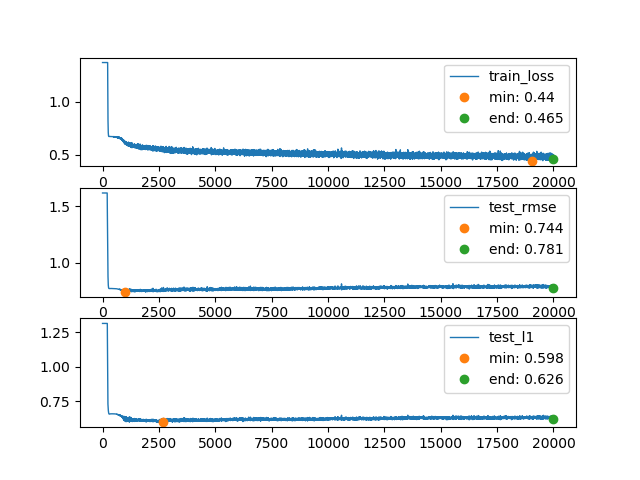 train_loss
min: 0.44
end: 0.465
1.0
0.5
0 2500 5000 7500 10000 12500 15000 17500 20000
test_rmse
min: 0.744
end: 0.781
1.5
1.0
0 2500 5000 7500 10000 12500 15000 17500 20000
test_l1
min: 0.598
end: 0.626
1.25
1.00
0.75
0 2500 5000 7500 10000 12500 15000 17500 20000